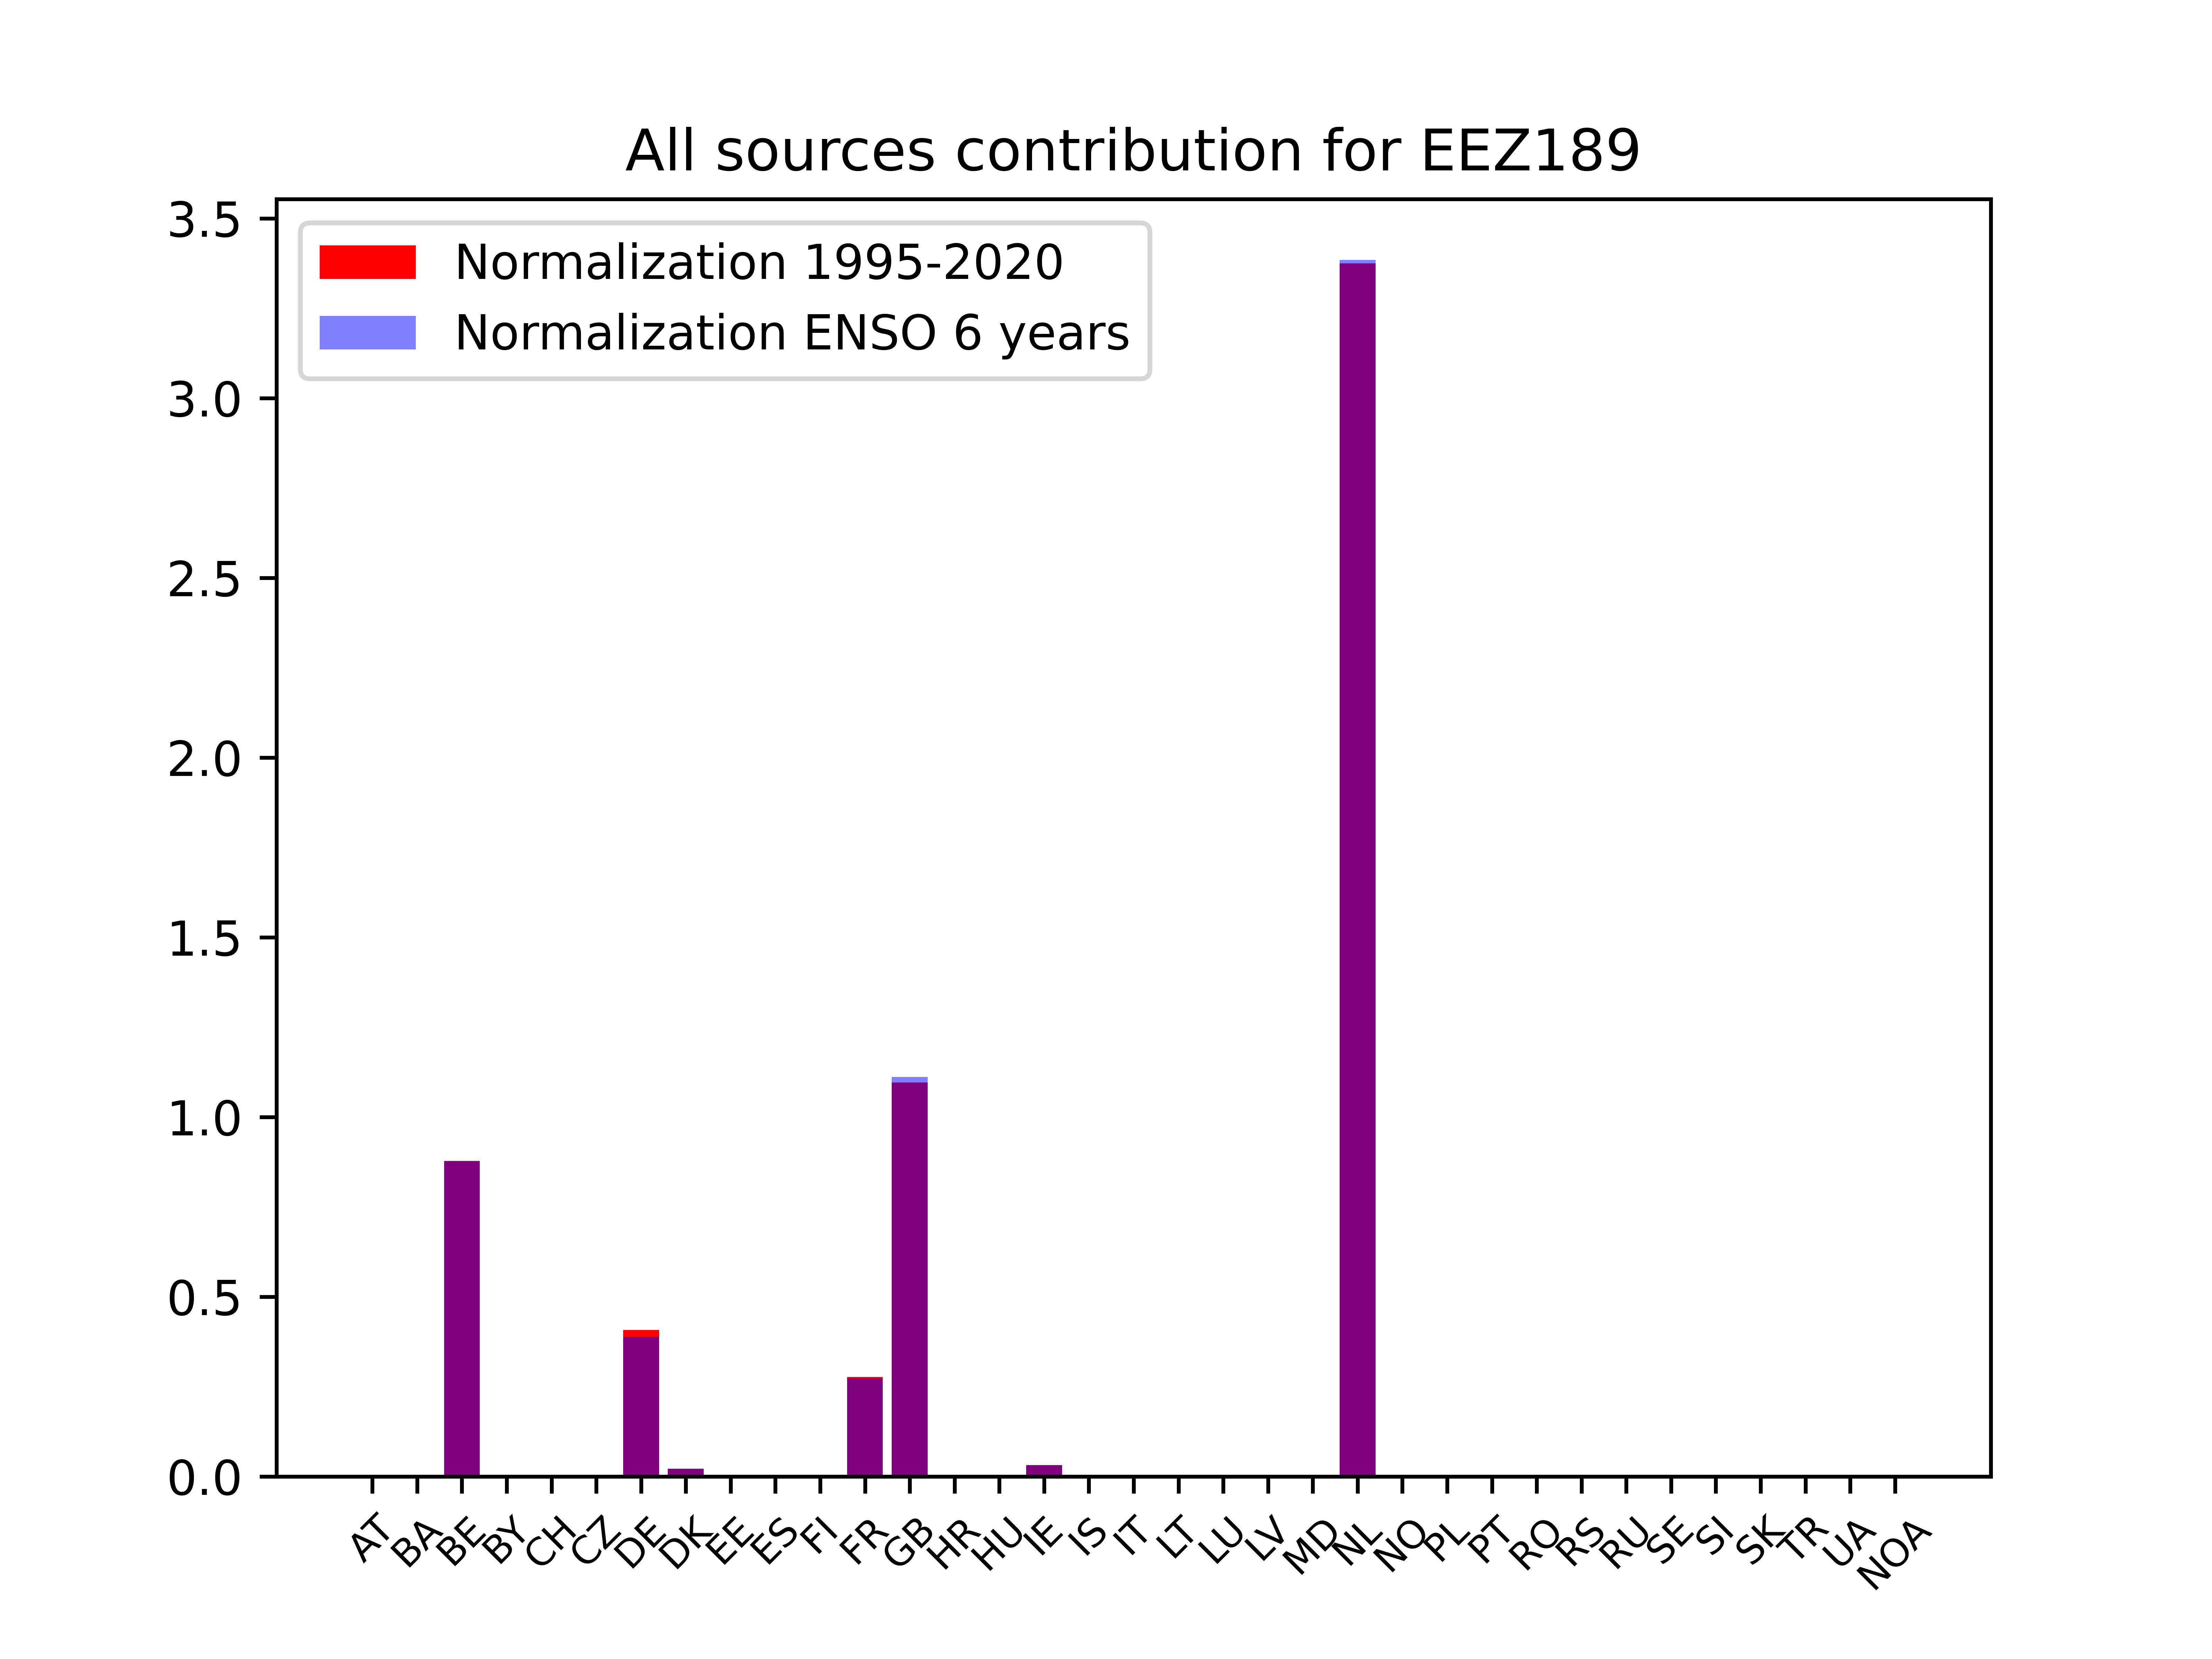 All sources contribution for EEZ189
Normalization 1995-2020
Normalization ENSO 6 years
3.5
3.0
2.5
2.0
1.5
1.0
0.5
0.0
AT BA BE BY CH CZ DE DK EE ES FI FR GB HR HU IE IS IT LT LU LV MD NL NO PL PT RO RS RU SE SI SK TR UA NOA